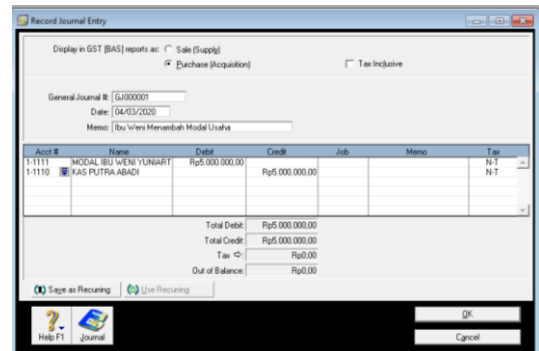 Record Journal Entry
Display in GST [BAS] reports as: Sale (Supply)
Purchase (Acquisition)
Tax Inclusive
General Journal #: GJ000001
Date: 04/03/2020
Memo: Ibu Weni Menambah Modal Usaha
Acct # Name Debit Credit Job Memo Tax
1-1111 MODAL IBU WENI YUNIART Rp5.000.000,00 N-T
1-1110 KAS PUTRA ABADI Rp5.000.000,00 N-T
Total Debit: Rp5.000.000,00
Total Credit: Rp5.000.000,00
Tax ⇨: Rp0,00
Out of Balance: Rp0,00
Save as Recurring Use Recurring
Help F1 Journal OK
Cancel